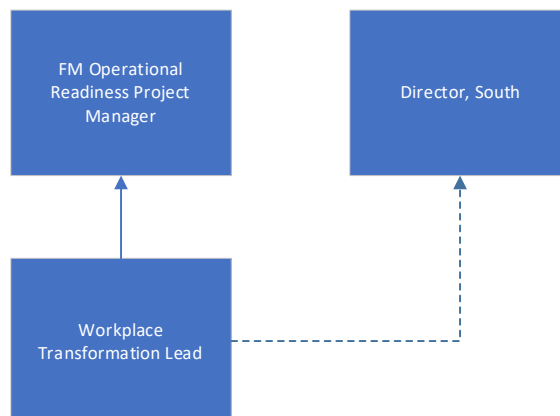 FM Operational
Readiness Project
Manager
Director, South
Workplace
Transformation Lead